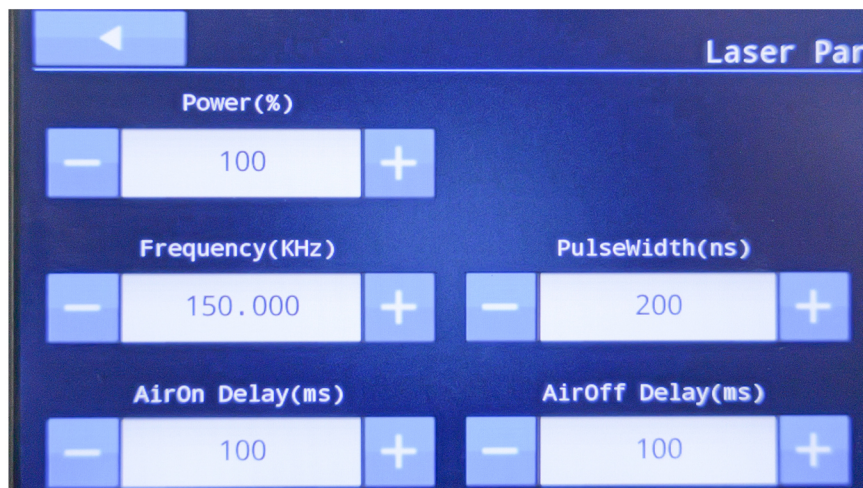 Laser Par
Power(%)
100
Frequency(KHz)
PulseWidth(ns)
150.000
200
AirOn Delay(ms)
AirOff Delay(ms)
100
100